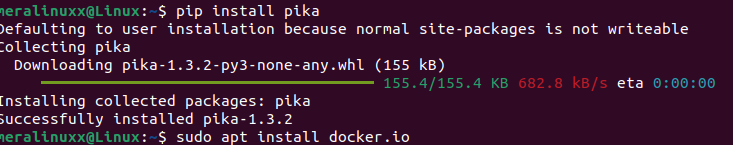 meralinuxx@Linux:~$ pip install pika
Defaulting to user installation because normal site-packages is not writeable
Collecting pika
  Downloading pika-1.3.2-py3-none-any.whl (155 kB)
     ━━━━━━━━━━━━━━━━━━━━━━━━━━━━━━━━━━━━━━━━ 155.4/155.4 KB 682.8 kB/s eta 0:00:00
Installing collected packages: pika
Successfully installed pika-1.3.2
meralinuxx@Linux:~$ sudo apt install docker.io